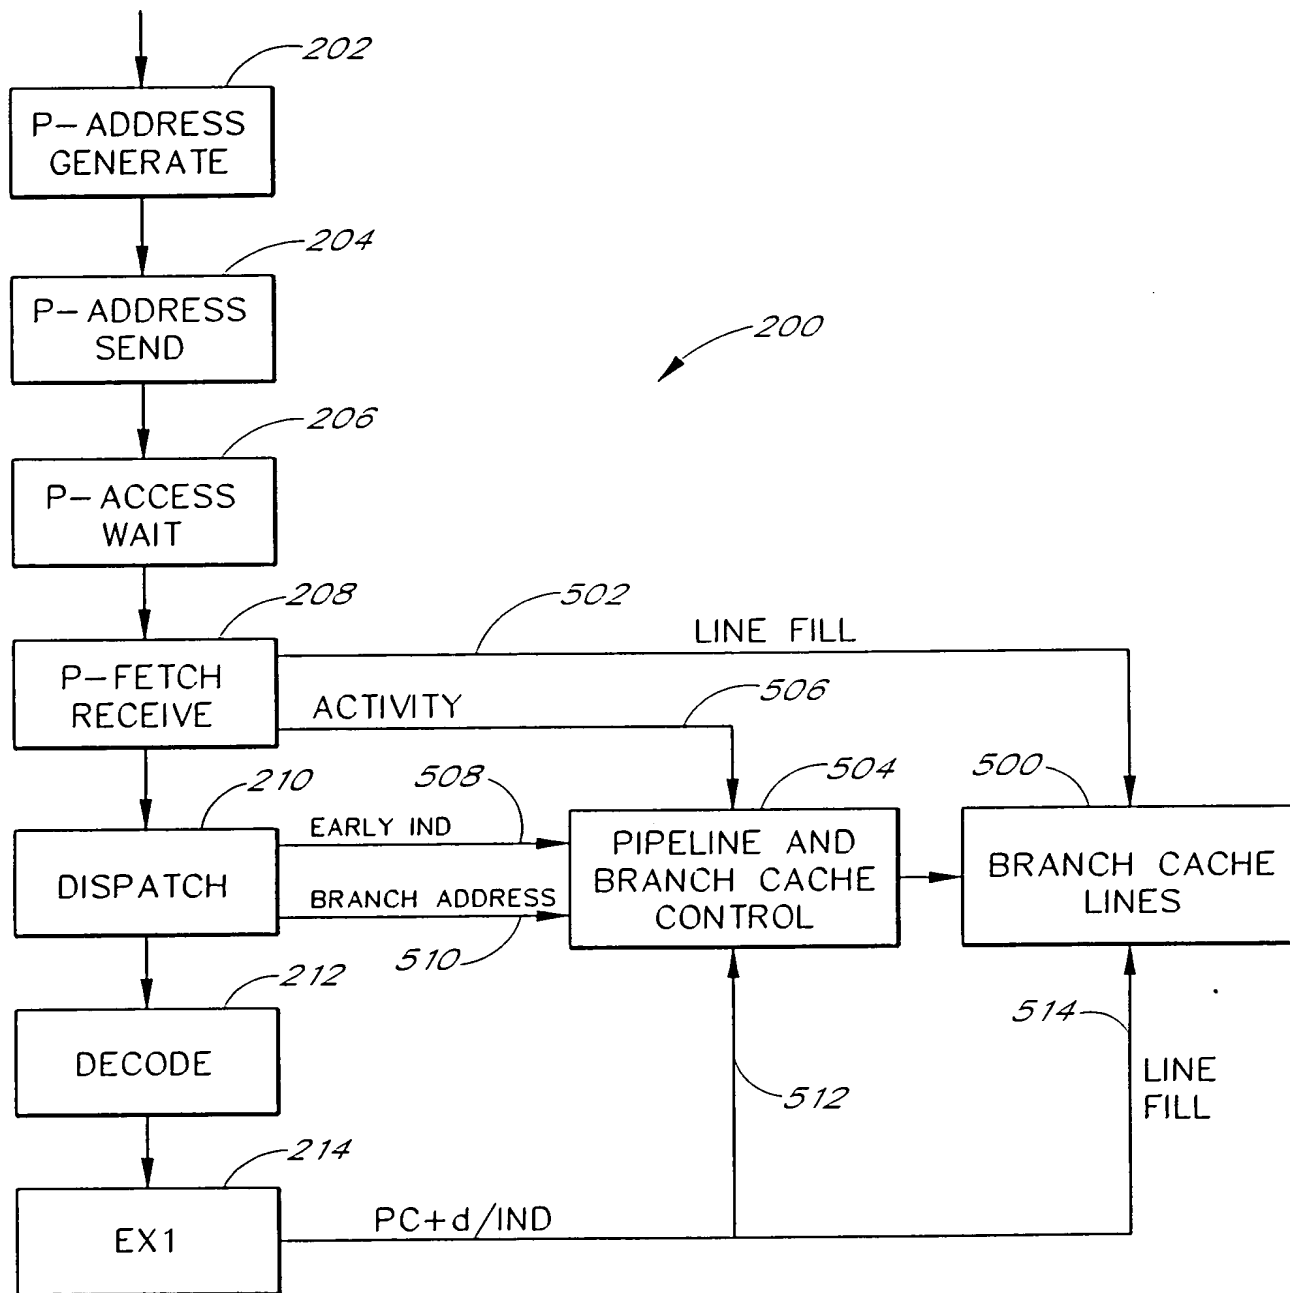 202
P-ADDRESS
GENERATE
204
P-ADDRESS
SEND
200
206
P-ACCESS
WAIT
208
502
LINE FILL
P-FETCH
RECEIVE
ACTIVITY
506
210
508
504
500
EARLY IND
DISPATCH
PIPELINE AND
BRANCH CACHE
CONTROL
BRANCH CACHE
LINES
BRANCH ADDRESS
510
212
514
DECODE
512
LINE
FILL
214
PC+d/IND
EX1